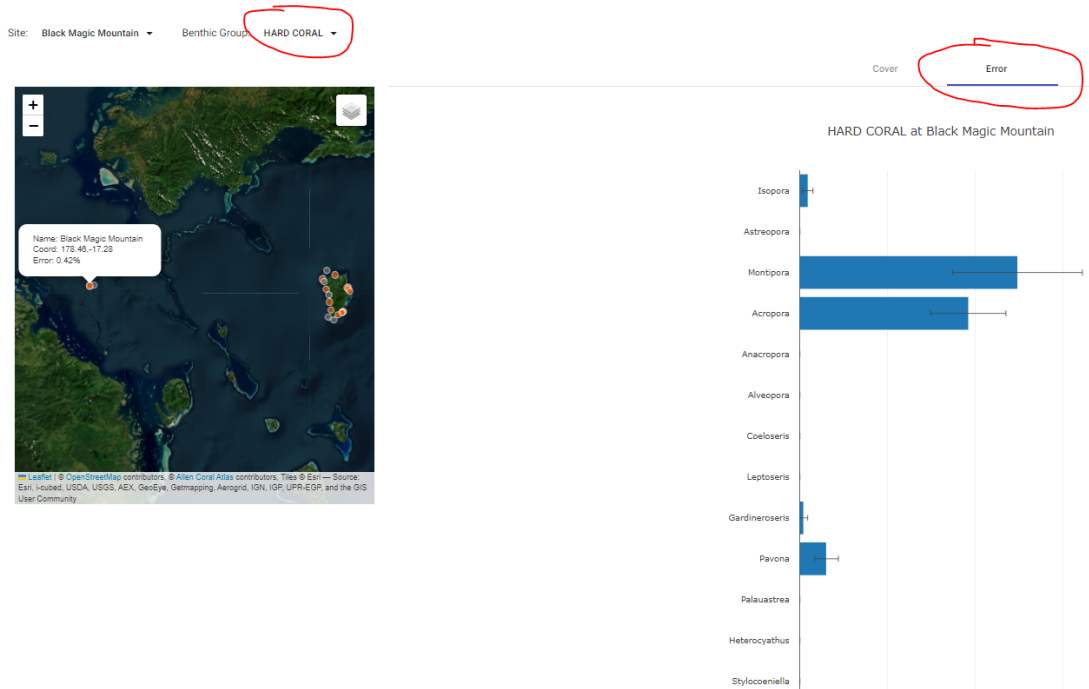 Site: Black Magic Mountain Benthic Group: HARD CORAL
Cover Error
+
−
Name: Black Magic Mountain
Coord: 178.46,-17.28
Error: 0.42%
Leaflet | © OpenStreetMap contributors, © Allen Coral Atlas contributors, Tiles © Esri — Source:
Esri, i-cubed, USDA, USGS, AEX, GeoEye, Getmapping, Aerogrid, IGN, IGP, UPR-EGP, and the GIS
User Community
HARD CORAL at Black Magic Mountain
Isopora
Astreopora
Montipora
Acropora
Anacropora
Alveopora
Coeloseris
Leptoseris
Gardineroseris
Pavona
Palauastrea
Heterocyathus
Stylocoeniella